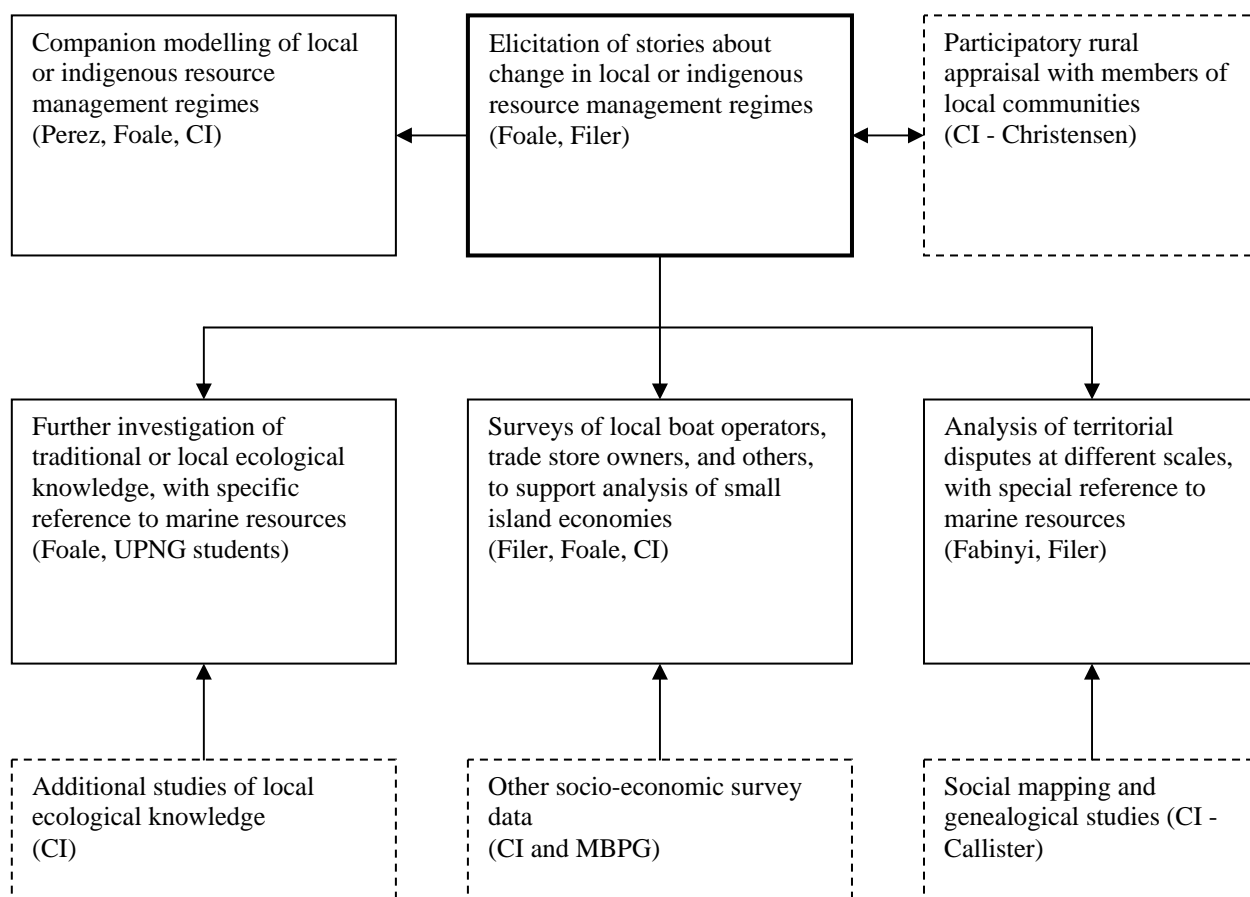 Companion modelling of local
or indigenous resource
management regimes
(Perez, Foale, CI)
Elicitation of stories about
change in local or indigenous
resource management regimes
(Foale, Filer)
Participatory rural
appraisal with members of
local communities
(CI - Christensen)
Further investigation of
traditional or local ecological
knowledge, with specific
reference to marine resources
(Foale, UPNG students)
Surveys of local boat operators,
trade store owners, and others,
to support analysis of small
island economies
(Filer, Foale, CI)
Analysis of territorial
disputes at different scales,
with special reference to
marine resources
(Fabinyi, Filer)
Additional studies of local
ecological knowledge
(CI)
Other socio-economic survey
data
(CI and MBPG)
Social mapping and
genealogical studies (CI -
Callister)